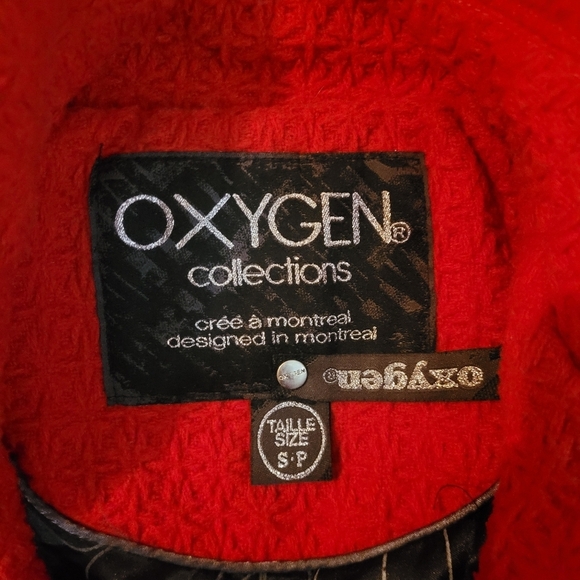 OXYGEN®
collections
créé à montreal
designed in montreal
oxygen®
TAILLE
SIZE
S·P